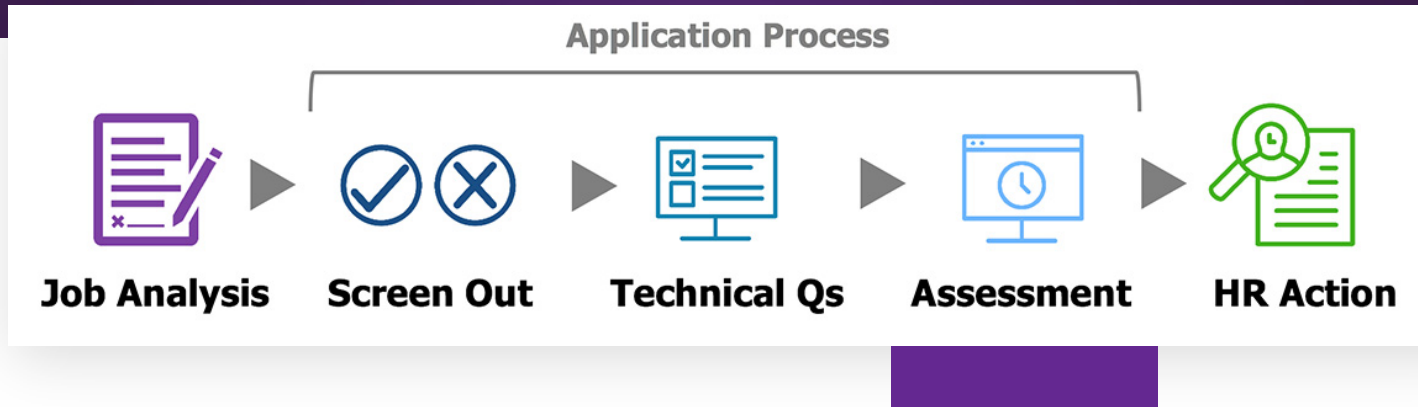 Application Process
Job Analysis
Screen Out
Technical Qs
Assessment
HR Action